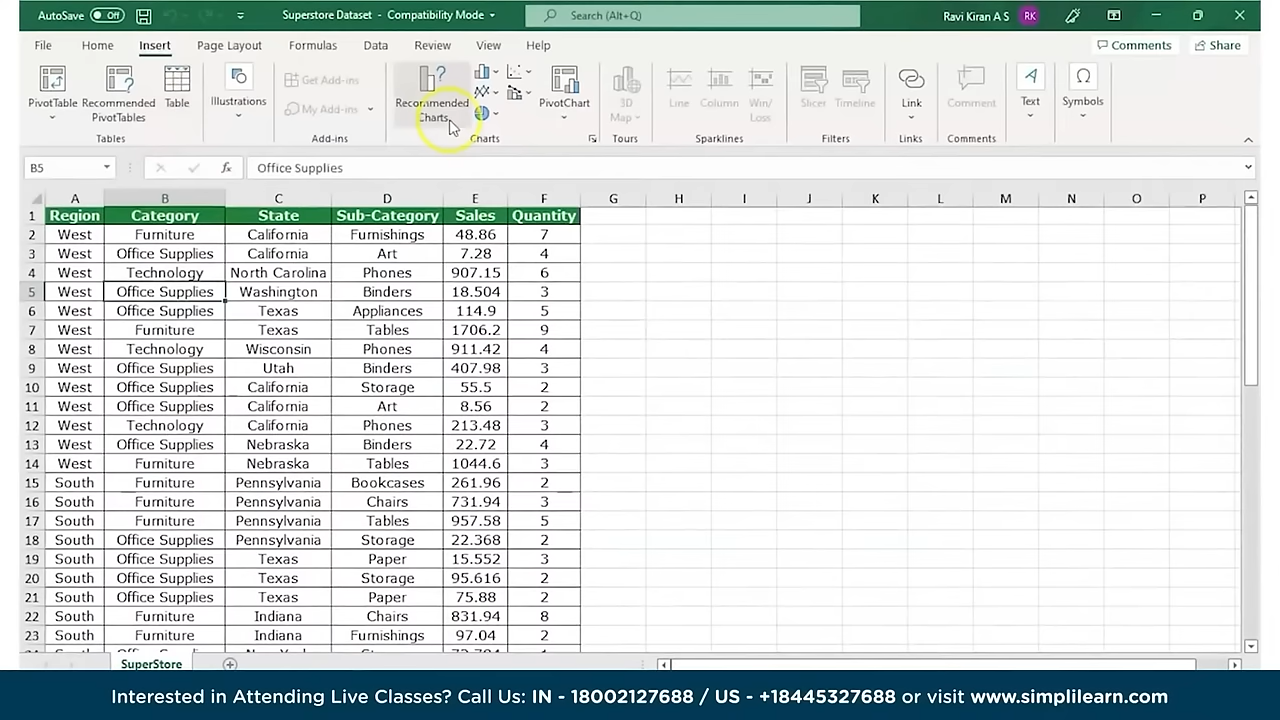 AutoSave Off Superstore Dataset - Compatibility Mode Search (Alt+Q) Ravi Kiran A S RK
File Home Insert Page Layout Formulas Data Review View Help Comments Share
PivotTable Recommended PivotTables Table Illustrations Get Add-ins My Add-ins Recommended Charts PivotChart 3D Map Line Column Win/Loss Slicer Timeline Link Comment Text Symbols
Tables Add-ins Charts Tours Sparklines Filters Links Comments
B5 fx Office Supplies
A B C D E F G H I J K L M N O P
1 Region Category State Sub-Category Sales Quantity
2 West Furniture California Furnishings 48.86 7
3 West Office Supplies California Art 7.28 4
4 West Technology North Carolina Phones 907.15 6
5 West Office Supplies Washington Binders 18.504 3
6 West Office Supplies Texas Appliances 114.9 5
7 West Furniture Texas Tables 1706.2 9
8 West Technology Wisconsin Phones 911.42 4
9 West Office Supplies Utah Binders 407.98 3
10 West Office Supplies California Storage 55.5 2
11 West Office Supplies California Art 8.56 2
12 West Technology California Phones 213.48 3
13 West Office Supplies Nebraska Binders 22.72 4
14 West Furniture Nebraska Tables 1044.6 3
15 South Furniture Pennsylvania Bookcases 261.96 2
16 South Furniture Pennsylvania Chairs 731.94 3
17 South Furniture Pennsylvania Tables 957.58 5
18 South Office Supplies Pennsylvania Storage 22.368 2
19 South Office Supplies Texas Paper 15.552 3
20 South Office Supplies Texas Storage 95.616 2
21 South Office Supplies Texas Paper 75.88 2
22 South Furniture Indiana Chairs 831.94 8
23 South Furniture Indiana Furnishings 97.04 2
SuperStore
Interested in Attending Live Classes? Call Us: IN - 18002127688 / US - +18445327688 or visit www.simplilearn.com